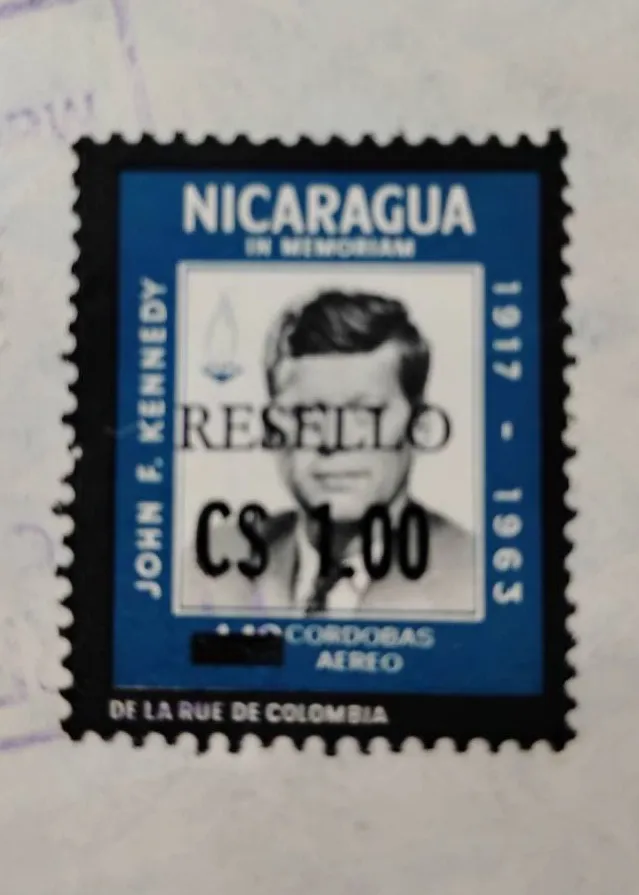 NICARAGUA
IN MEMORIAM
JOHN F. KENNEDY
1917 - 1963
RESELLO
C$ 1.00
CORDOBAS
AEREO
DE LA RUE DE COLOMBIA